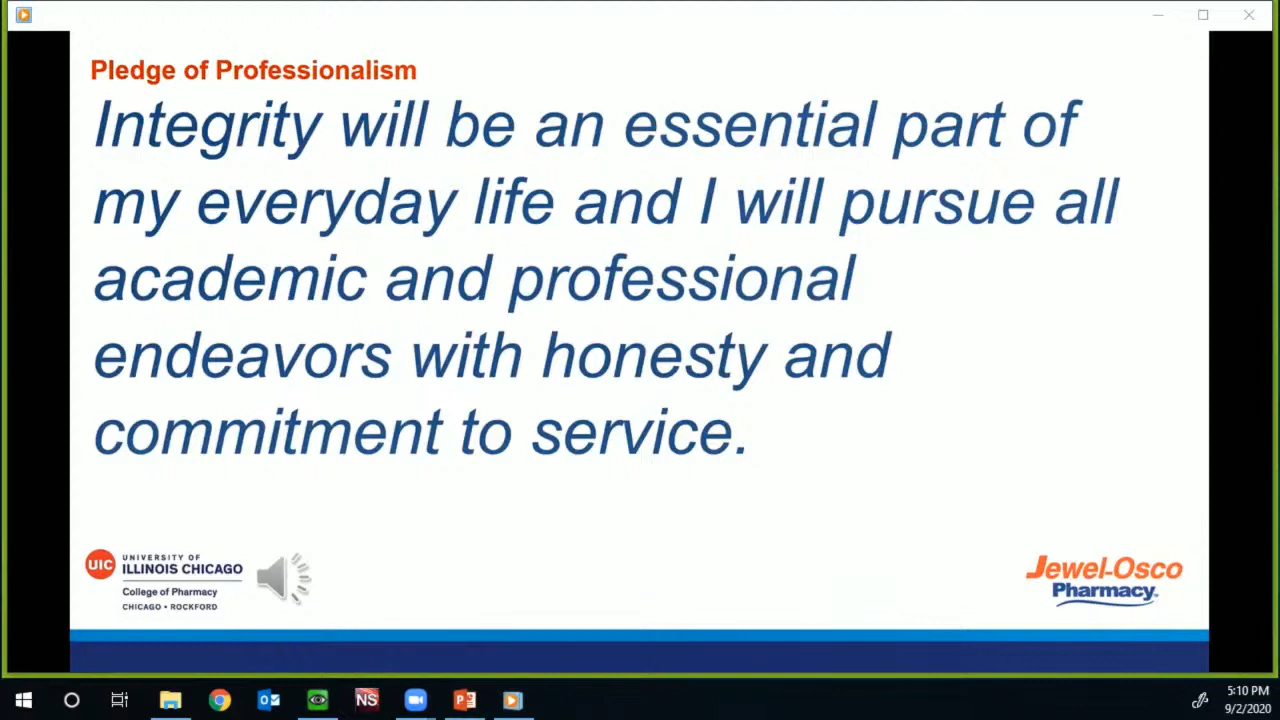 Pledge of Professionalism
Integrity will be an essential part of
my everyday life and I will pursue all
academic and professional
endeavors with honesty and
commitment to service.
UIC
UNIVERSITY OF
ILLINOIS CHICAGO
College of Pharmacy
CHICAGO • ROCKFORD
Jewel-Osco
Pharmacy
NS
5:10 PM
9/2/2020